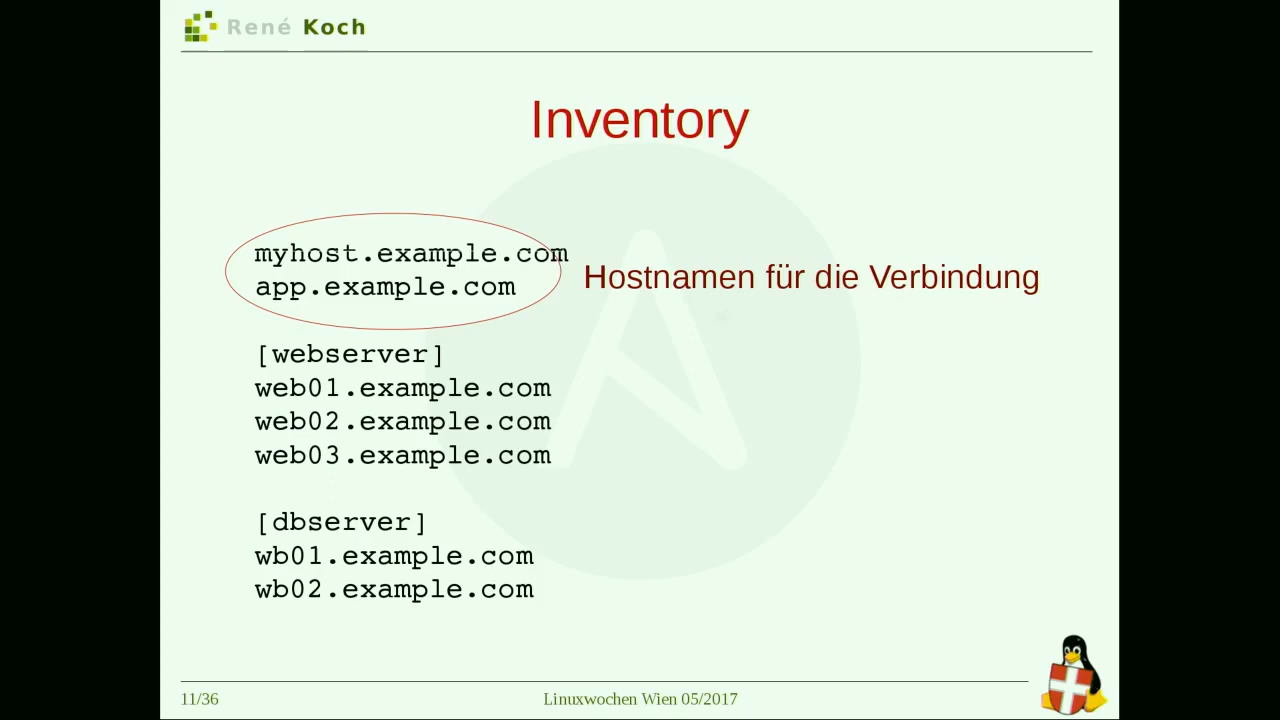 René Koch
Inventory
myhost.example.com
app.example.com
Hostnamen für die Verbindung
[webserver]
web01.example.com
web02.example.com
web03.example.com
[dbserver]
wb01.example.com
wb02.example.com
11/36
Linuxwochen Wien 05/2017